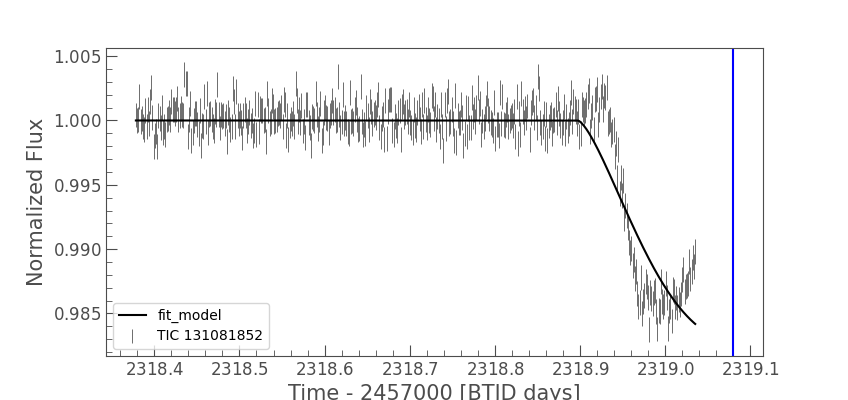 1.005
1.000
0.995
0.990
0.985
Normalized Flux
fit_model
TIC 131081852
2318.4 2318.5 2318.6 2318.7 2318.8 2318.9 2319.0 2319.1
Time - 2457000 [BTJD days]